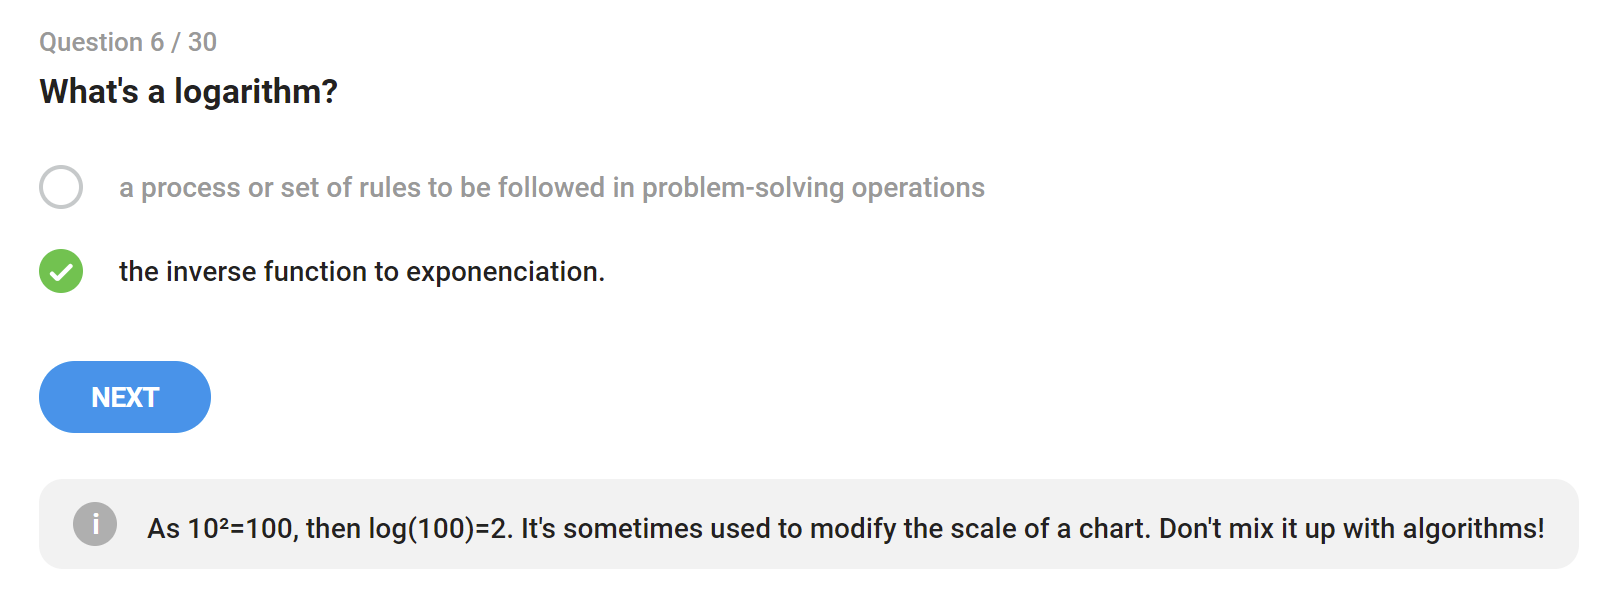 Question 6 / 30
What's a logarithm?
a process or set of rules to be followed in problem-solving operations
the inverse function to exponenciation.
NEXT
i As 10²=100, then log(100)=2. It's sometimes used to modify the scale of a chart. Don't mix it up with algorithms!